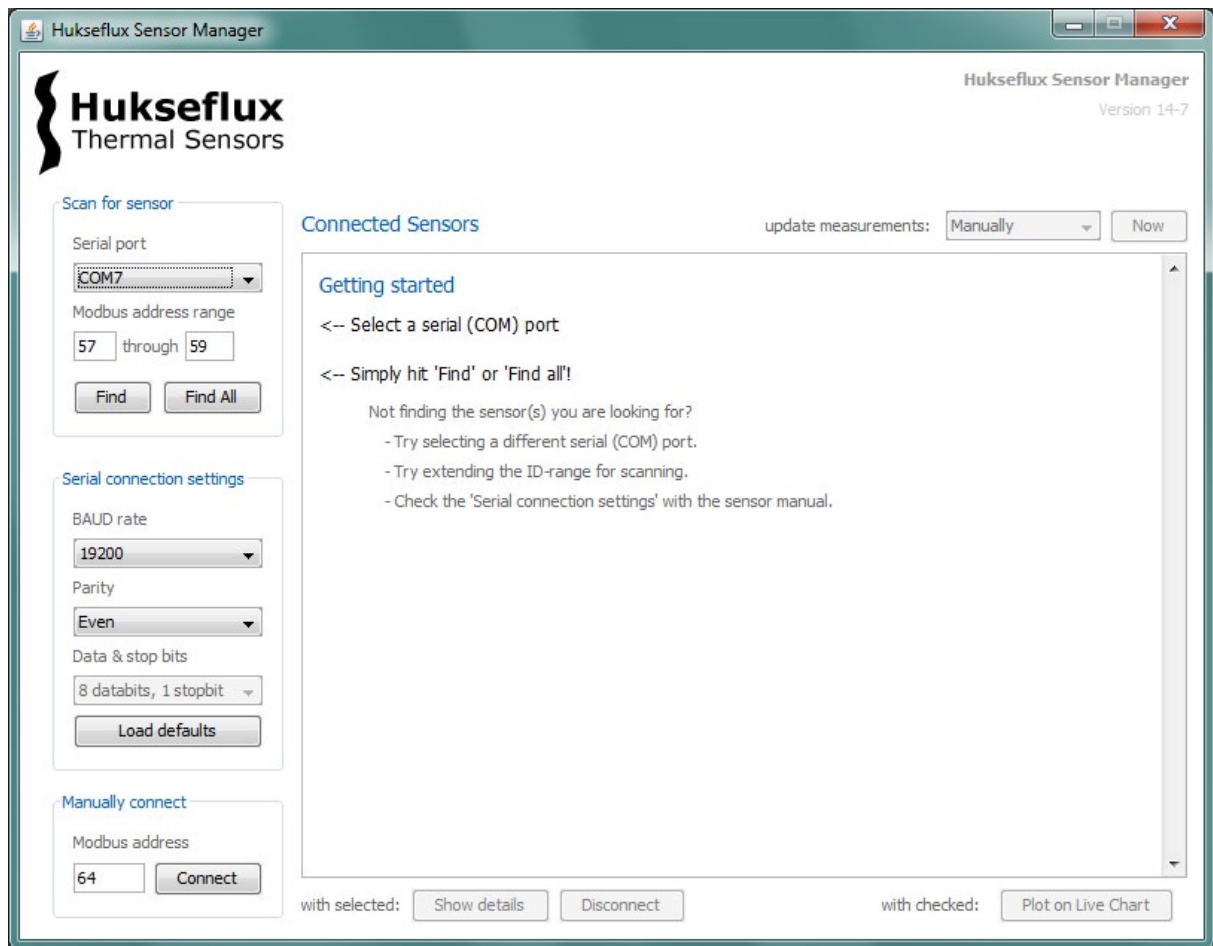 Hukseflux Sensor Manager
Hukseflux
Thermal Sensors
Hukseflux Sensor Manager
Version 14-7
Scan for sensor
Serial port
COM7
Modbus address range
57 through 59
Find Find All
Serial connection settings
BAUD rate
19200
Parity
Even
Data & stop bits
8 databits, 1 stopbit
Load defaults
Manually connect
Modbus address
64 Connect
Connected Sensors update measurements: Manually Now
Getting started
<-- Select a serial (COM) port
<-- Simply hit 'Find' or 'Find all'!
Not finding the sensor(s) you are looking for?
- Try selecting a different serial (COM) port.
- Try extending the ID-range for scanning.
- Check the 'Serial connection settings' with the sensor manual.
with selected: Show details Disconnect with checked: Plot on Live Chart